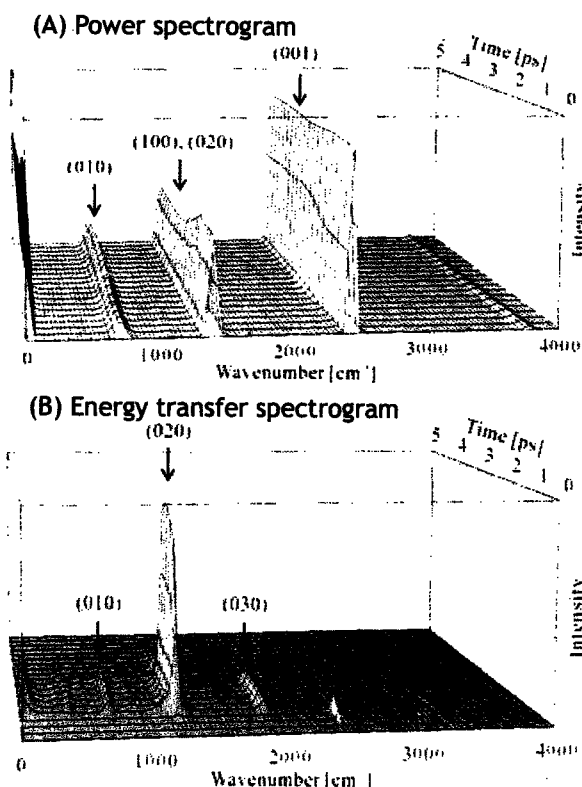 (A) Power spectrogram
(001)
(100), (020)
(010)
Time [ps]
5 4 3 2 1 0
Intensity
0 1000 2000 3000 4000
Wavenumber [cm⁻¹]
(B) Energy transfer spectrogram
(020)
(010)
(030)
Time [ps]
5 4 3 2 1 0
Intensity
0 1000 2000 3000 4000
Wavenumber [cm